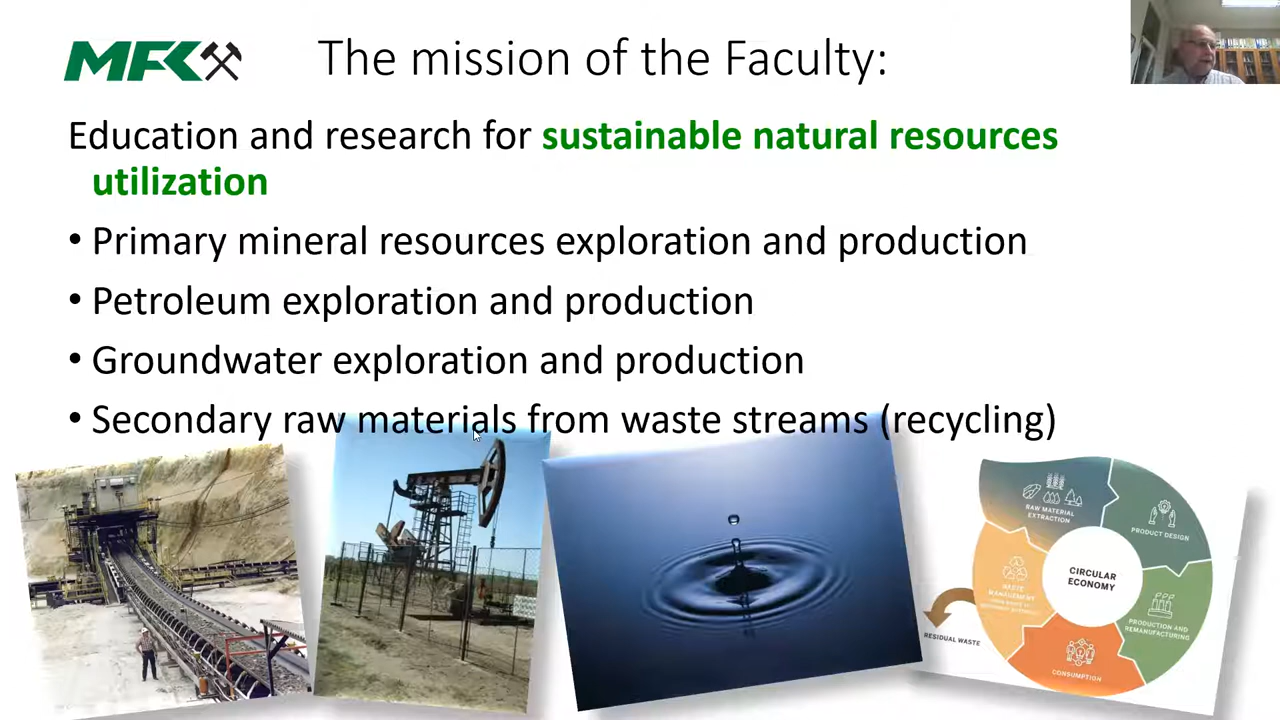 MFK
The mission of the Faculty:
Education and research for sustainable natural resources
utilization
• Primary mineral resources exploration and production
• Petroleum exploration and production
• Groundwater exploration and production
• Secondary raw materials from waste streams (recycling)
RAW MATERIAL
EXTRACTION
PRODUCT DESIGN
CIRCULAR
ECONOMY
WASTE
MANAGEMENT
PRODUCTION AND
REMANUFACTURING
RESIDUAL WASTE
CONSUMPTION